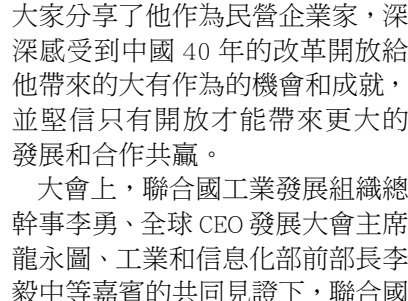 大家分享了他作為民營企業家，深
深感受到中國 40 年的改革開放給
他帶來的大有作為的機會和成就，
並堅信只有開放才能帶來更大的
發展和合作共贏。
大會上，聯合國工業發展組織總
幹事李勇、全球 CEO 發展大會主席
龍永圖、工業和信息化部前部長李
毅中等嘉賓的共同見證下，聯合國